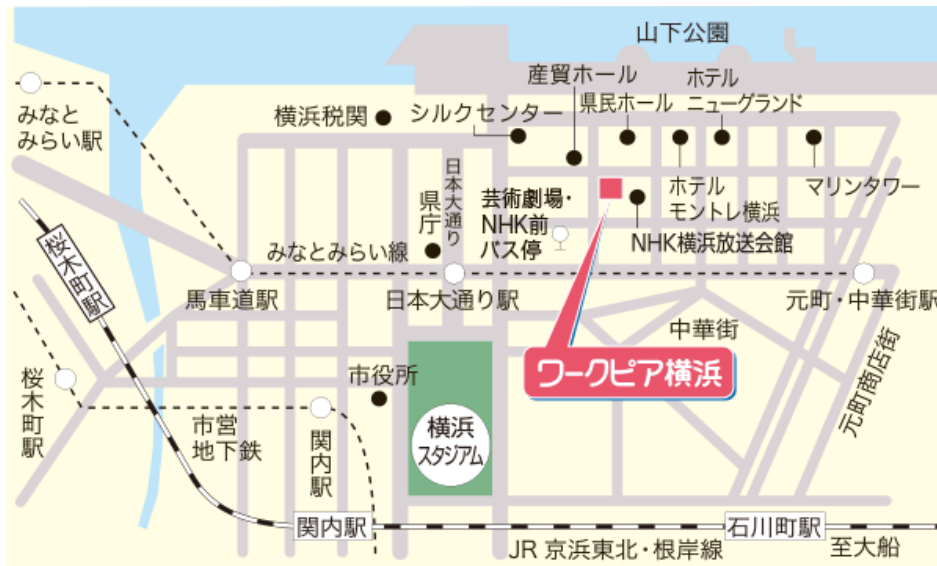 山下公園
産貿ホール
ホテル
ニューグランド
県民ホール
シルクセンター
横浜税関
みなと
みらい駅
日本大通り
県庁
芸術劇場・
NHK前
バス停
ホテル
モントレ横浜
マリンタワー
NHK横浜放送会館
みなとみらい線
桜木町駅
馬車道駅
日本大通り駅
元町・中華街駅
中華街
ワークピア横浜
元町商店街
桜木町駅
市役所
市営
地下鉄
関内駅
横浜
スタジアム
関内駅
石川町駅
JR 京浜東北・根岸線
至大船